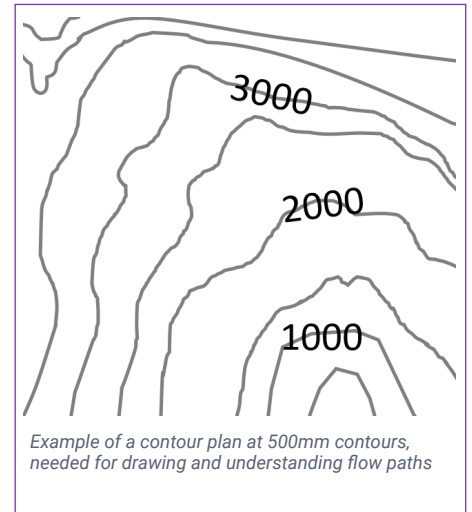 3000
2000
1000
Example of a contour plan at 500mm contours,
needed for drawing and understanding flow paths